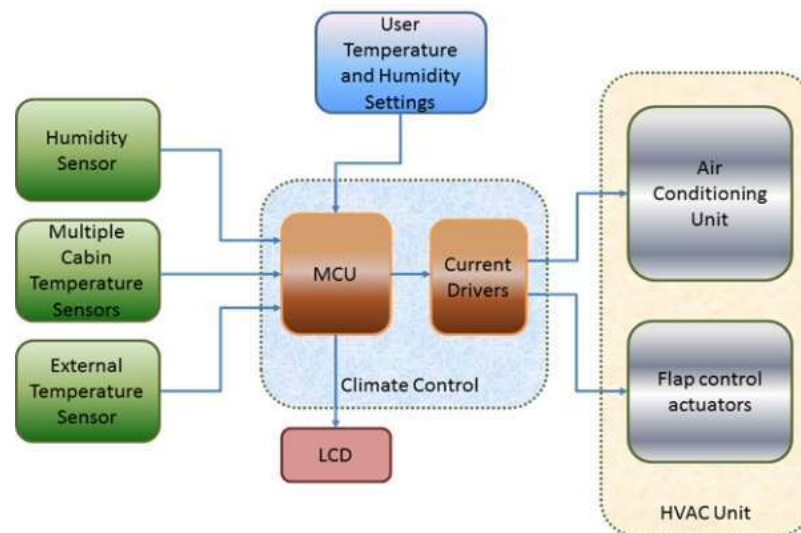 User
Temperature
and Humidity
Settings
Humidity
Sensor
Multiple
Cabin
Temperature
Sensors
External
Temperature
Sensor
MCU
Current
Drivers
Climate Control
LCD
Air
Conditioning
Unit
Flap control
actuators
HVAC Unit